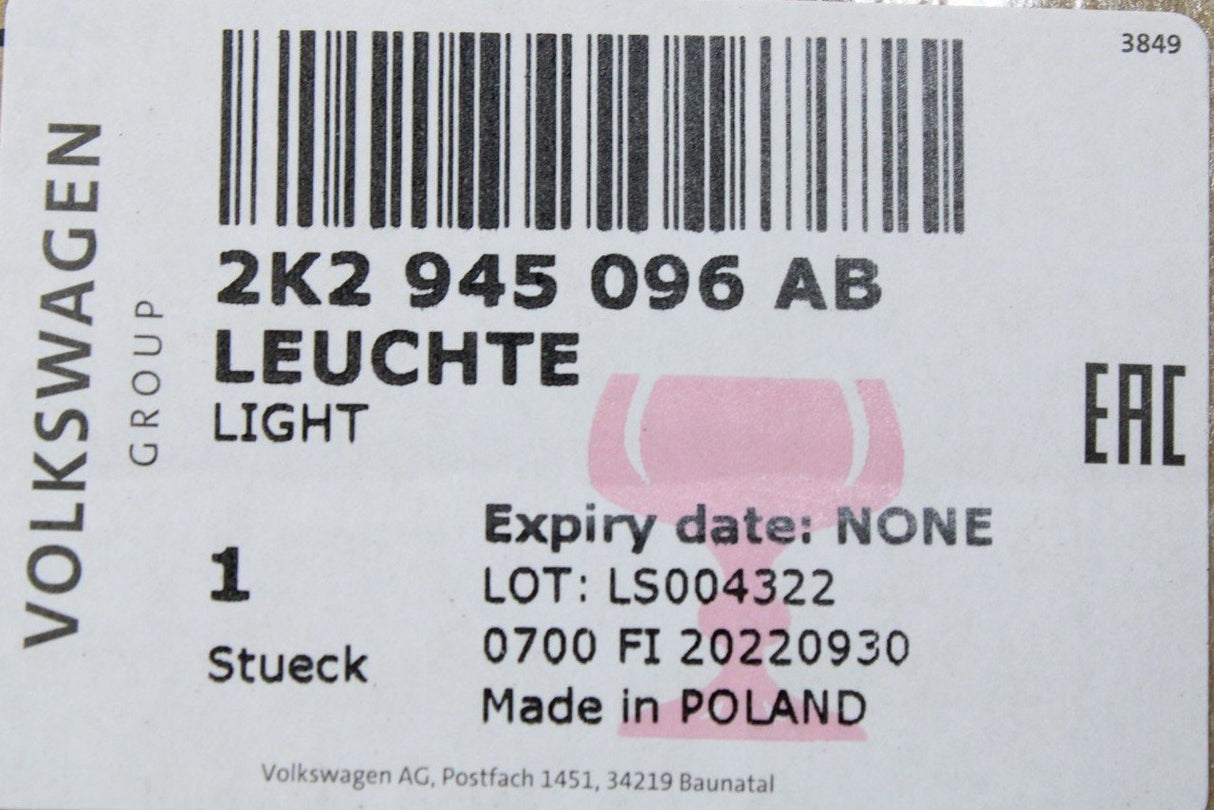 3849
VOLKSWAGEN
GROUP
2K2 945 096 AB
LEUCHTE
LIGHT
EAC
Expiry date: NONE
1
LOT: LS004322
Stueck
0700 FI 20220930
Made in POLAND
Volkswagen AG, Postfach 1451, 34219 Baunatal